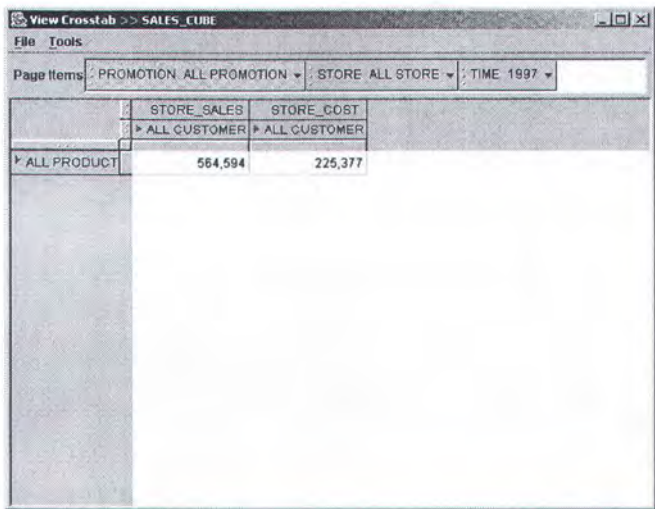 View Crosstab >> SALES_CUBE
File Tools
Page Items PROMOTION ALL PROMOTION STORE ALL STORE TIME 1997
STORE_SALES STORE_COST
ALL CUSTOMER ALL CUSTOMER
ALL PRODUCT 564,594 225,377